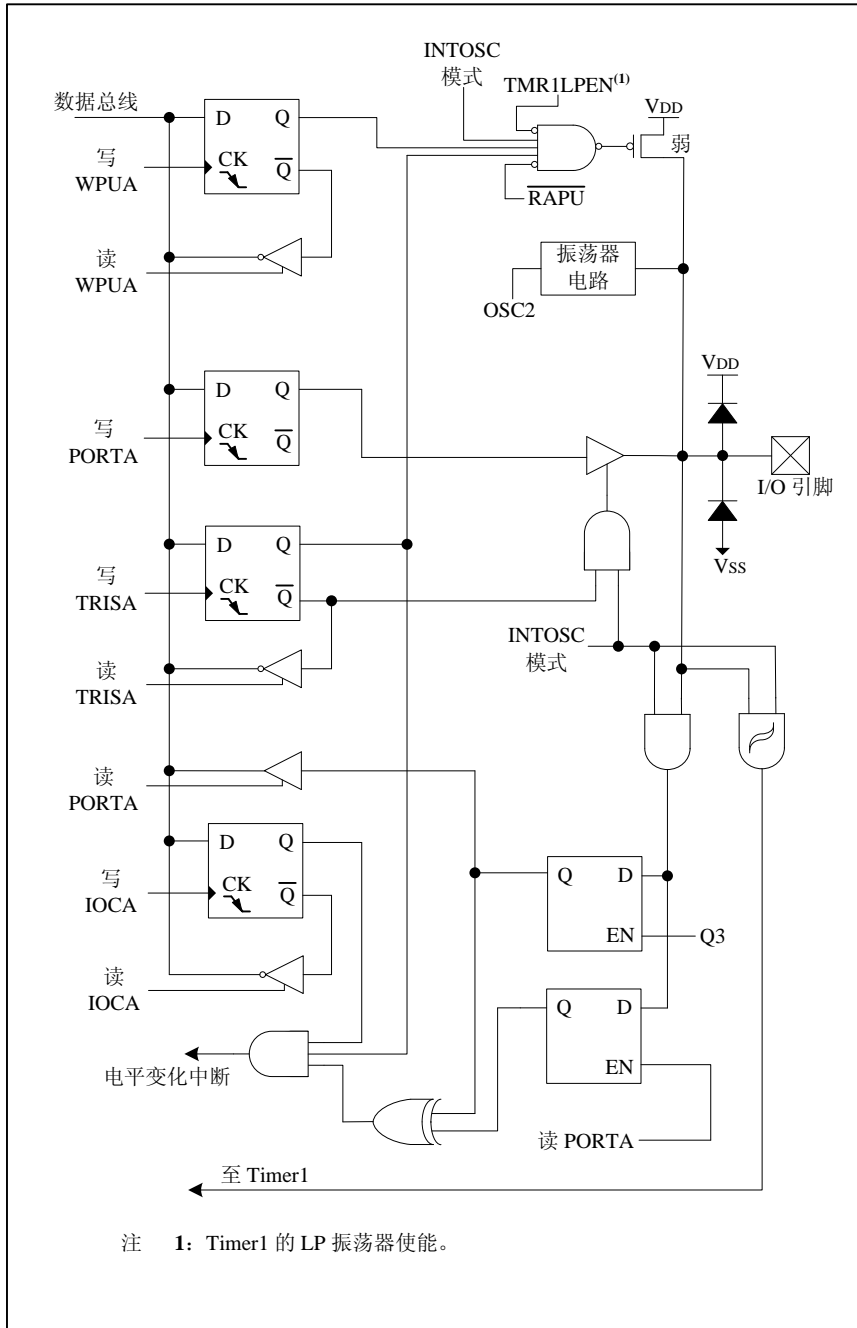 INTOSC
模式
TMR1LPEN(1)
VDD
弱
数据总线
D
Q
CK
Q
写
WPUA
RAPU
读
WPUA
振荡器
电路
OSC2
VDD
D
Q
CK
Q
写
PORTA
I/O 引脚
VSS
D
Q
CK
Q
写
TRISA
INTOSC
模式
读
TRISA
读
PORTA
D
Q
CK
Q
写
IOCA
Q
D
EN
Q3
读
IOCA
Q
D
EN
电平变化中断
读 PORTA
至 Timer1
注 1: Timer1 的 LP 振荡器使能。